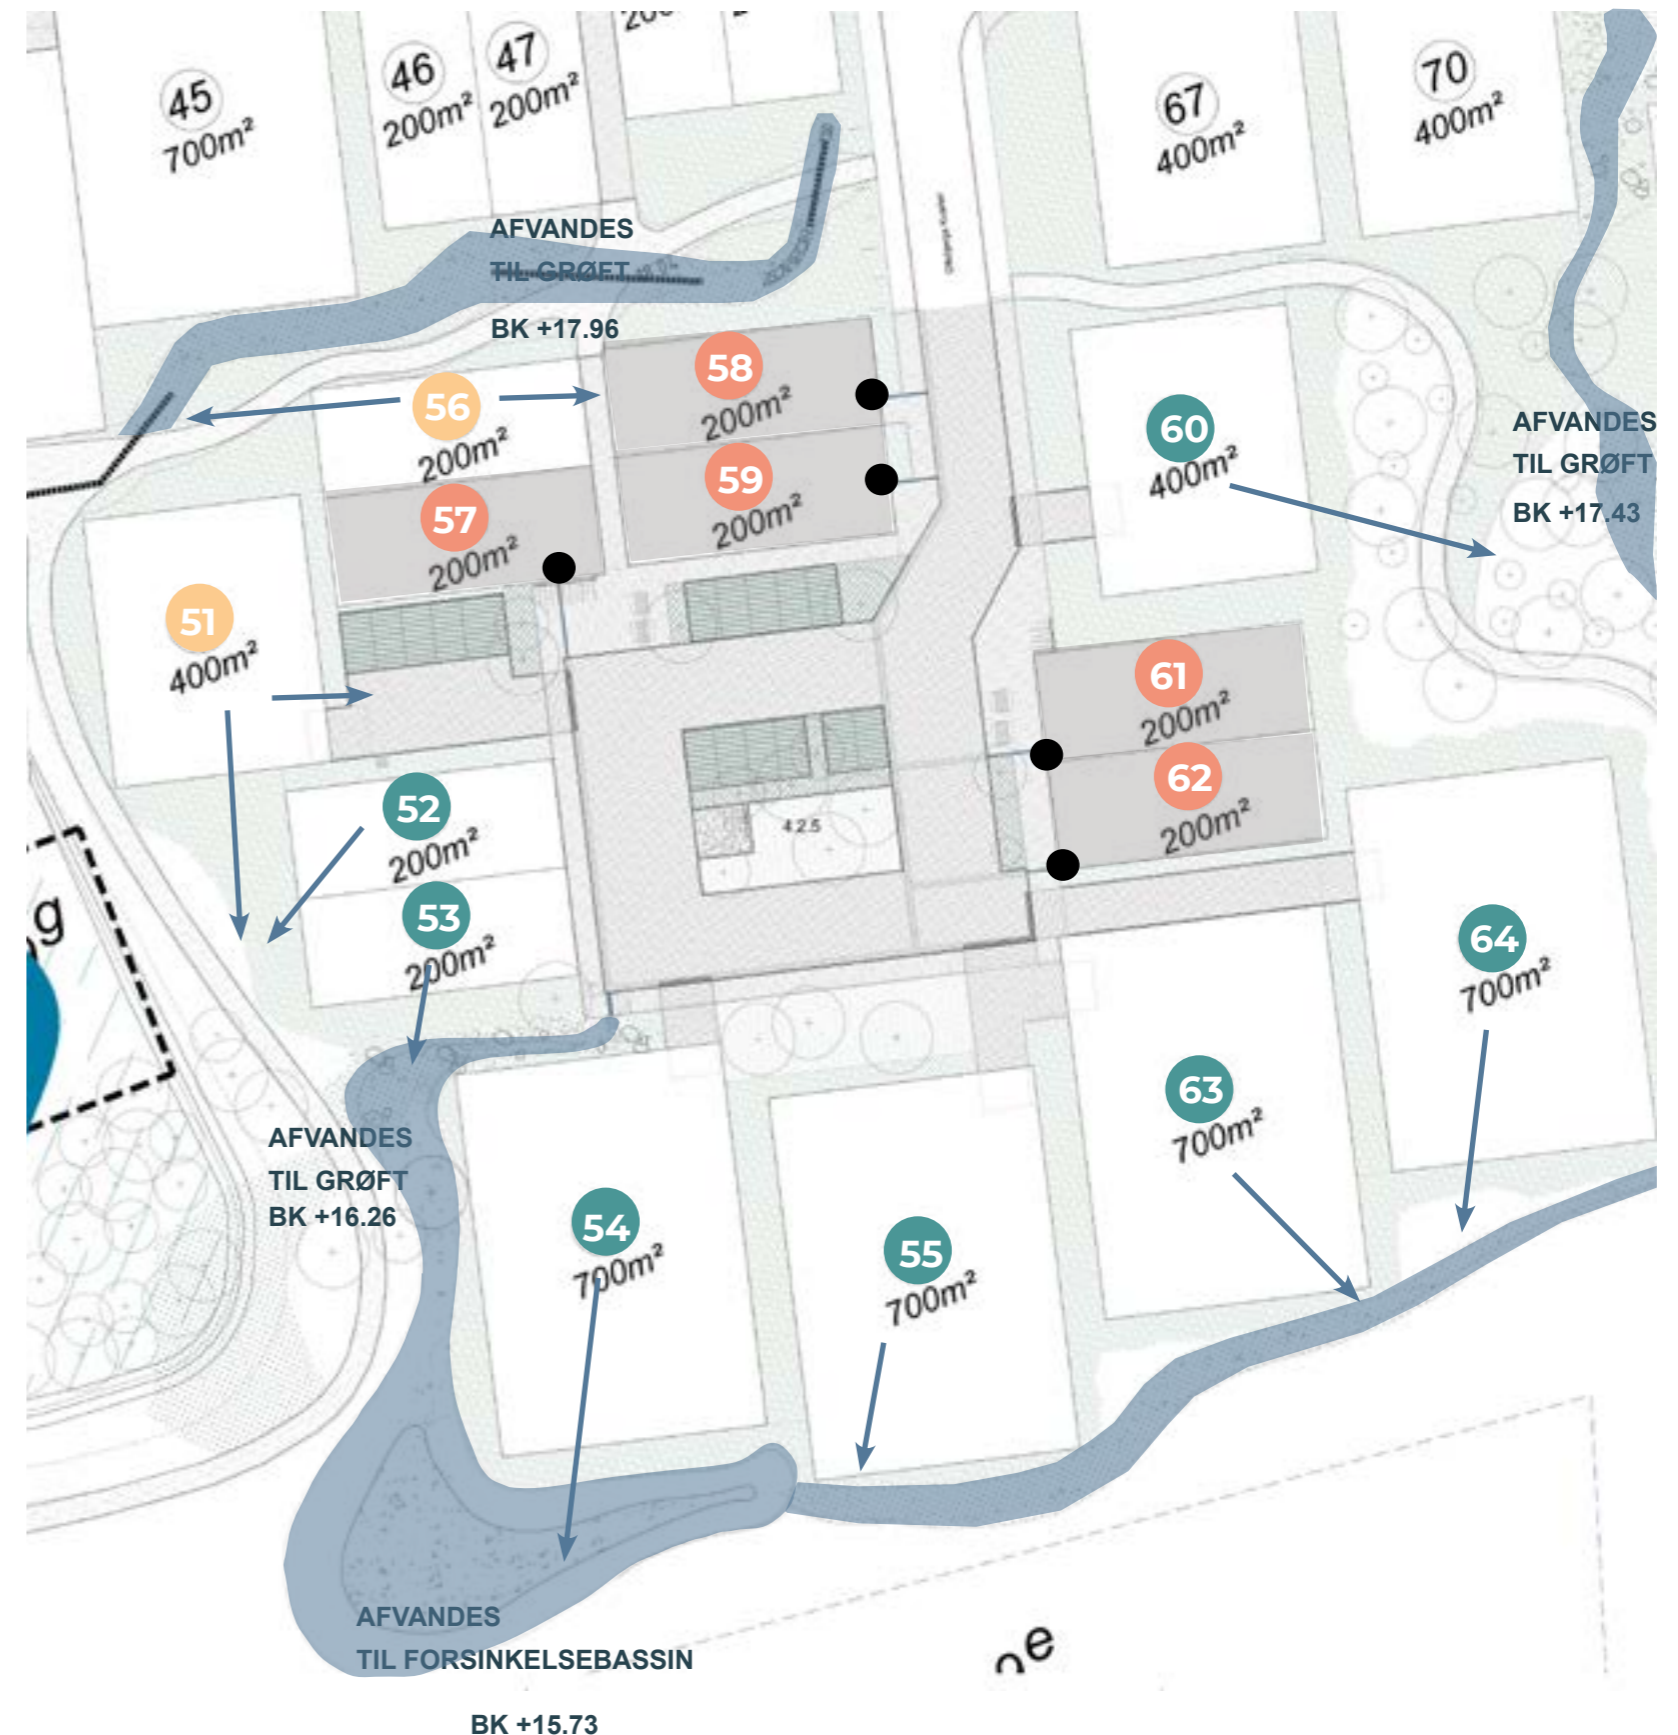 45
700m²
46
200m²
47
200m²
67
400m²
70
400m²
AFVANDES
TIL GRØFT
BK +17.96
58
200m²
56
200m²
59
200m²
57
200m²
60
400m²
AFVANDES
TIL GRØFT
BK +17.43
51
400m²
61
200m²
62
200m²
52
200m²
4.2.5
53
200m²
64
700m²
63
700m²
AFVANDES
TIL GRØFT
BK +16.26
54
700m²
55
700m²
AFVANDES
TIL FORSINKELSEBASSIN
BK +15.73